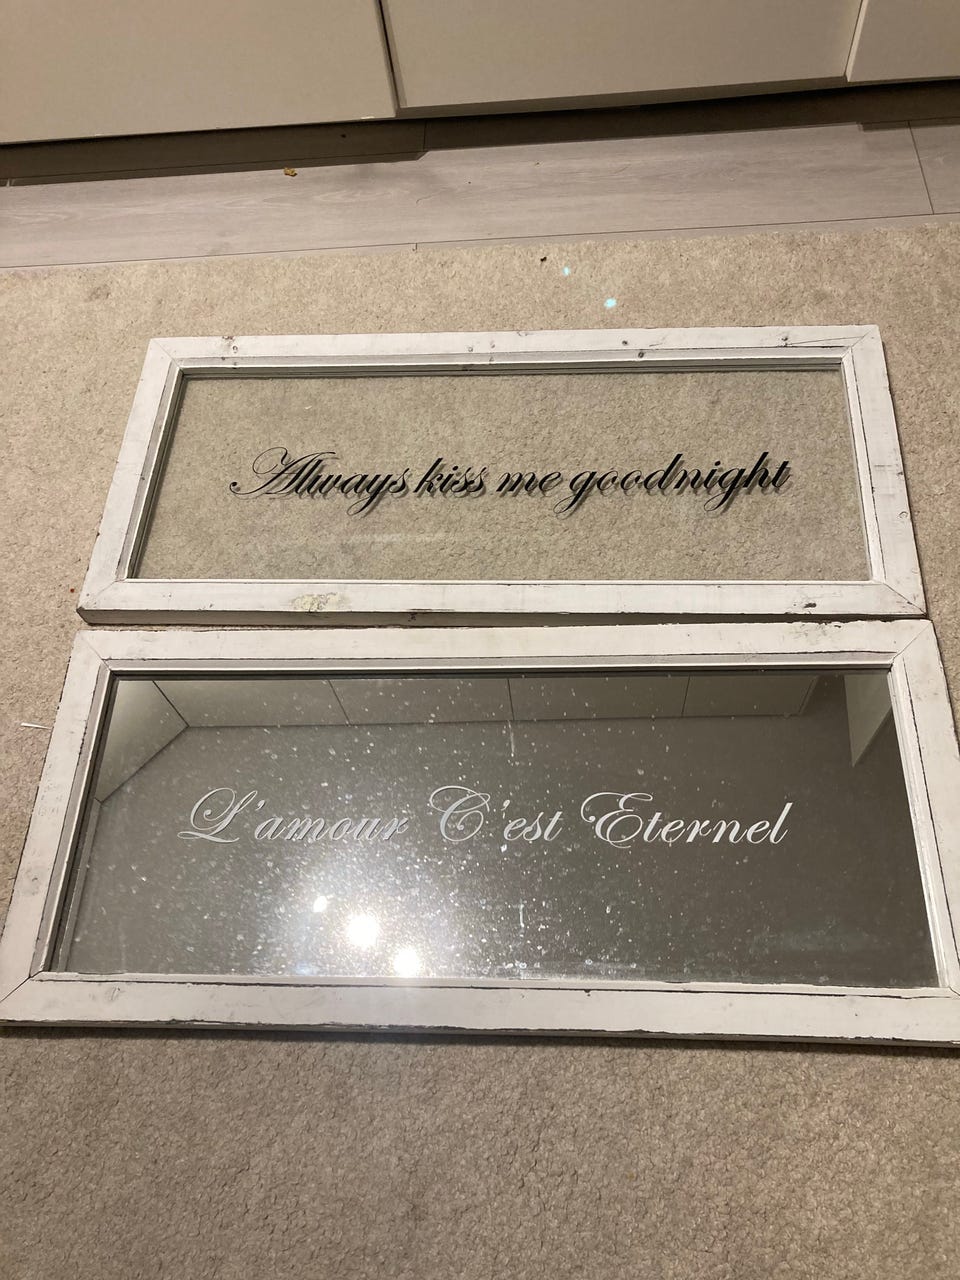 Always kiss me goodnight
L'amour C'est Eternel